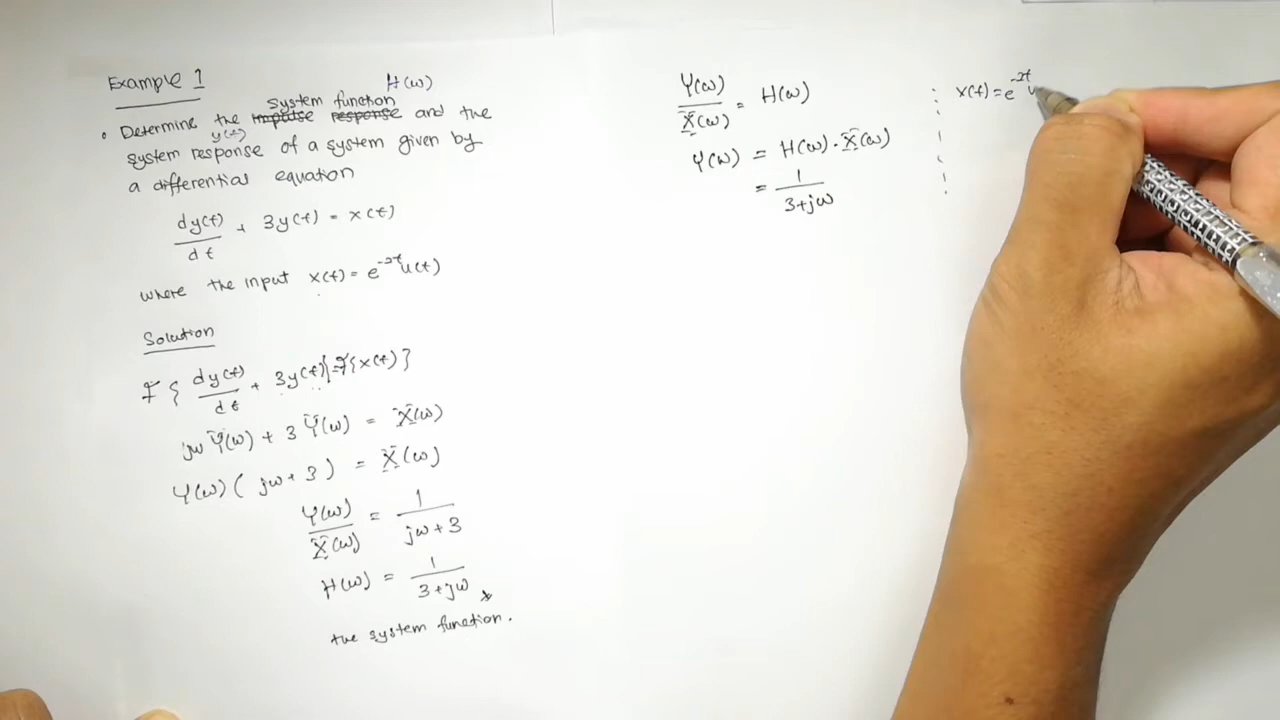 Example 1
H(ω)
system function
• Determine the impulse response and the
y(t)
system response of a system given by
a differential equation
dy(t)/dt + 3y(t) = x(t)
where the input x(t) = e^-2t u(t)
Solution
F{ dy(t)/dt + 3y(t)} = F{x(t)}
jω Y(ω) + 3 Y(ω) = X(ω)
Y(ω) ( jω + 3 ) = X(ω)
Y(ω)/X(ω) = 1/jω + 3
H(ω) = 1/3 + jω
the system function.
Y(ω)/X(ω) = H(ω)
Y(ω) = H(ω) · X(ω)
= 1/3+jω
x(t) = e^-2t u